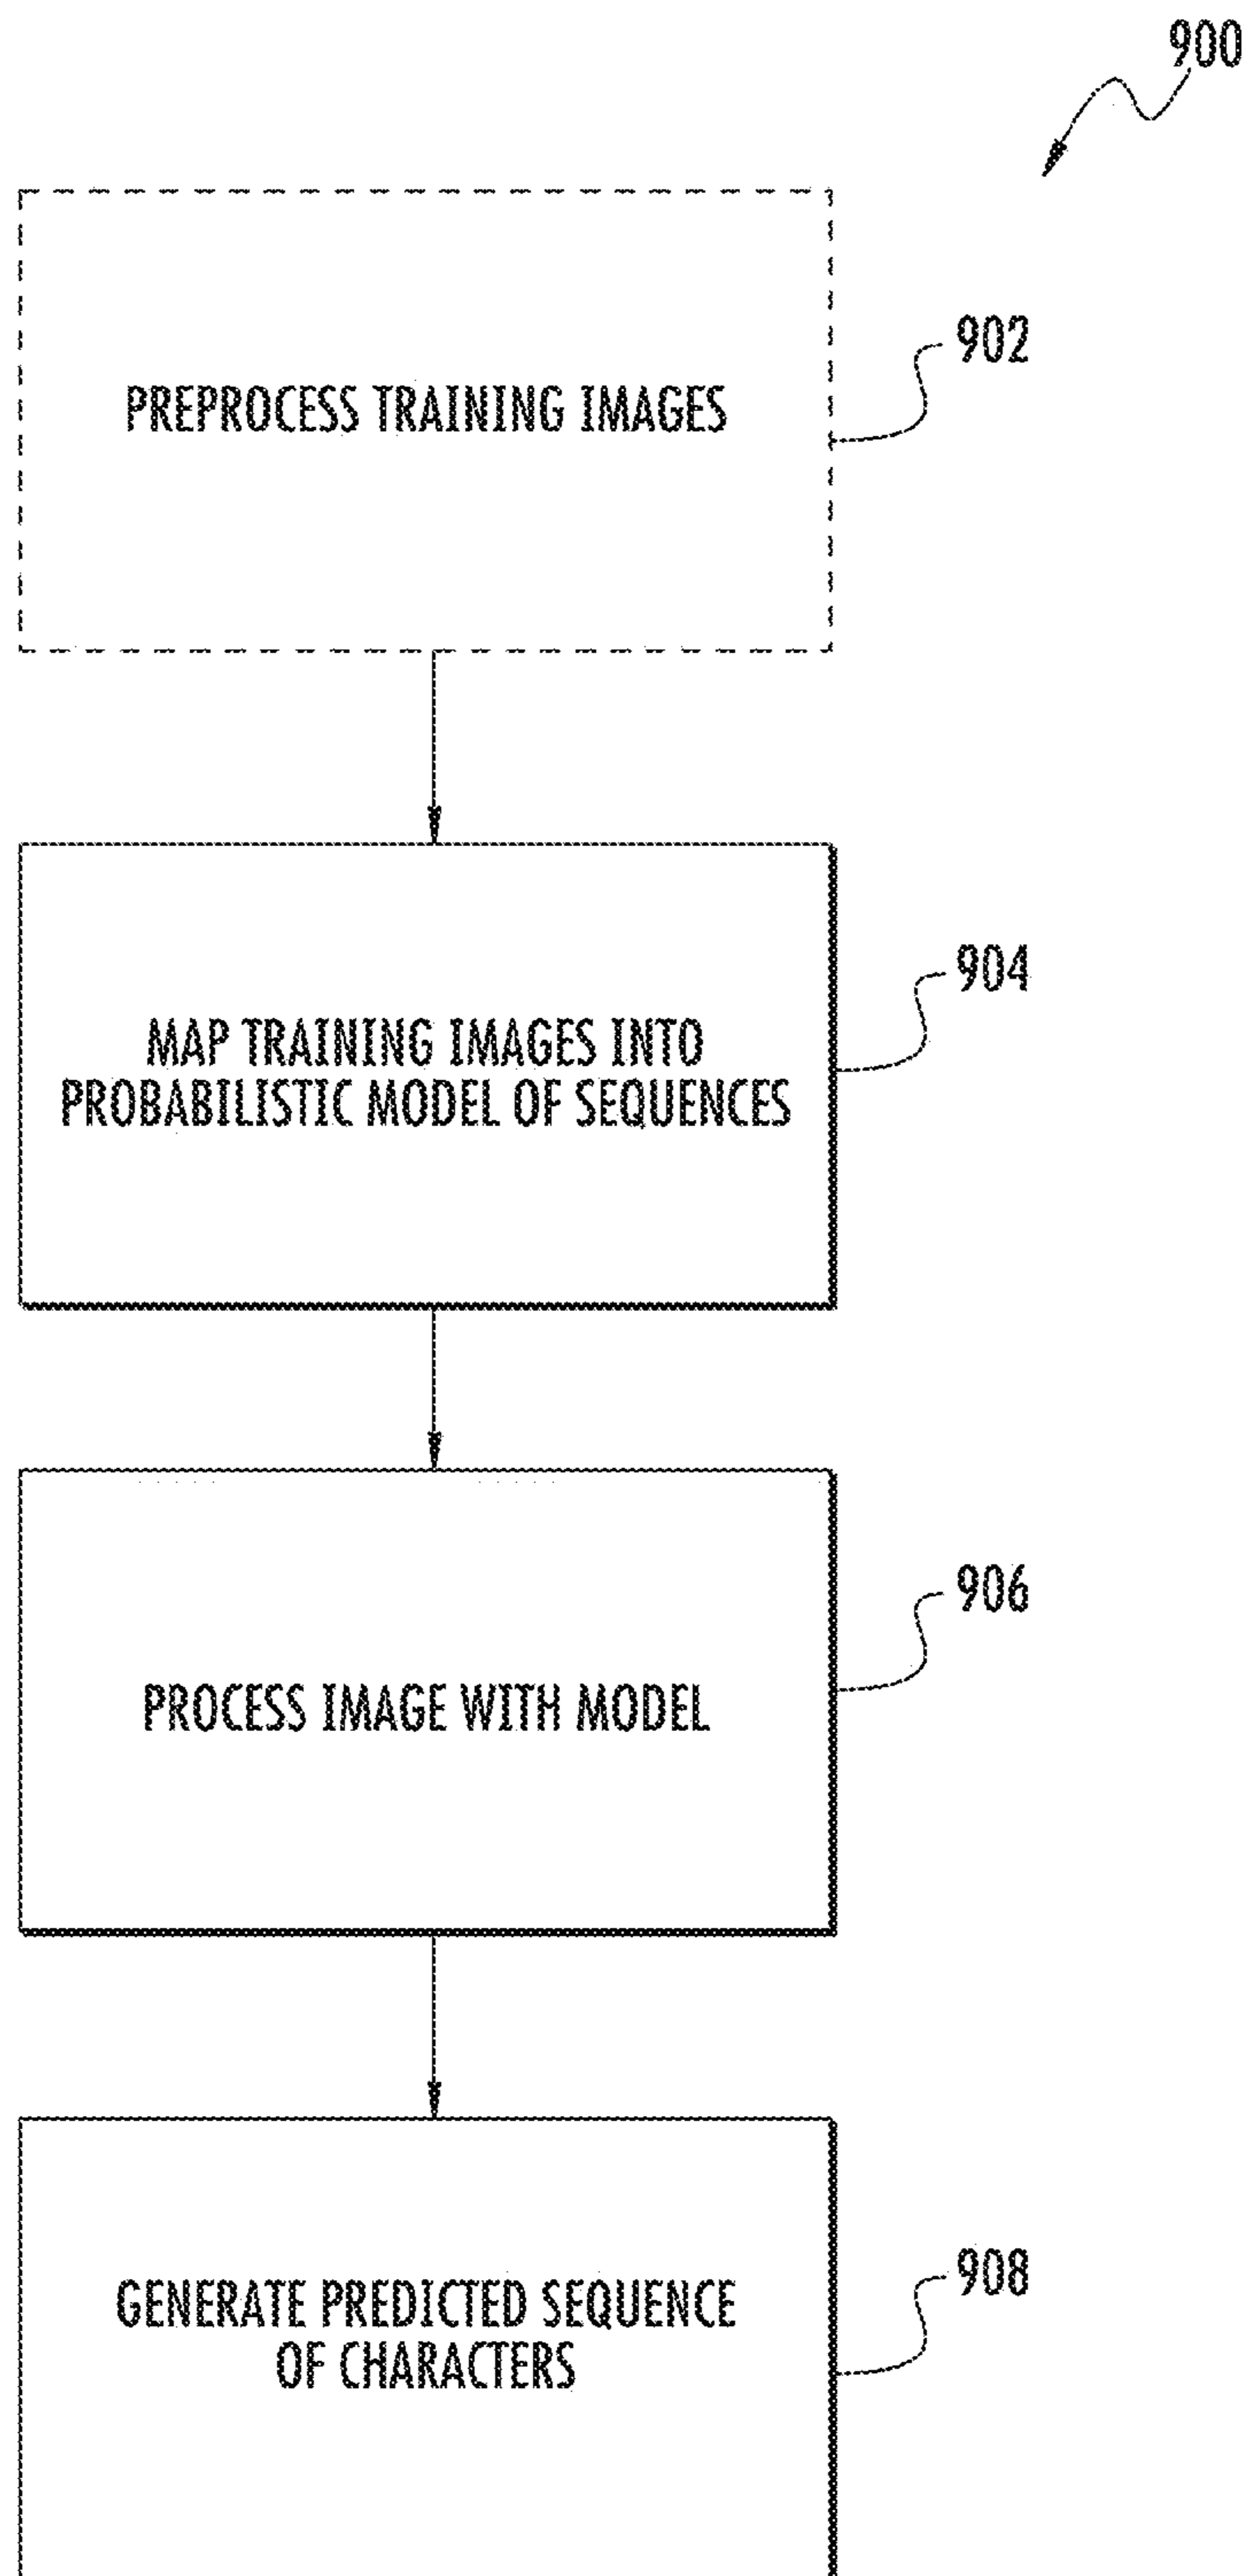 900
902
PREPROCESS TRAINING IMAGES
904
MAP TRAINING IMAGES INTO
PROBABILISTIC MODEL OF SEQUENCES
906
PROCESS IMAGE WITH MODEL
908
GENERATE PREDICTED SEQUENCE
OF CHARACTERS